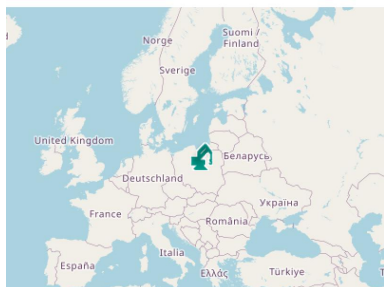 Norge
Suomi /
Finland
Sverige
United Kingdom
Беларусь
Deutschland
Україна
France
România
Italia
España
Ελλάς
Türkiye